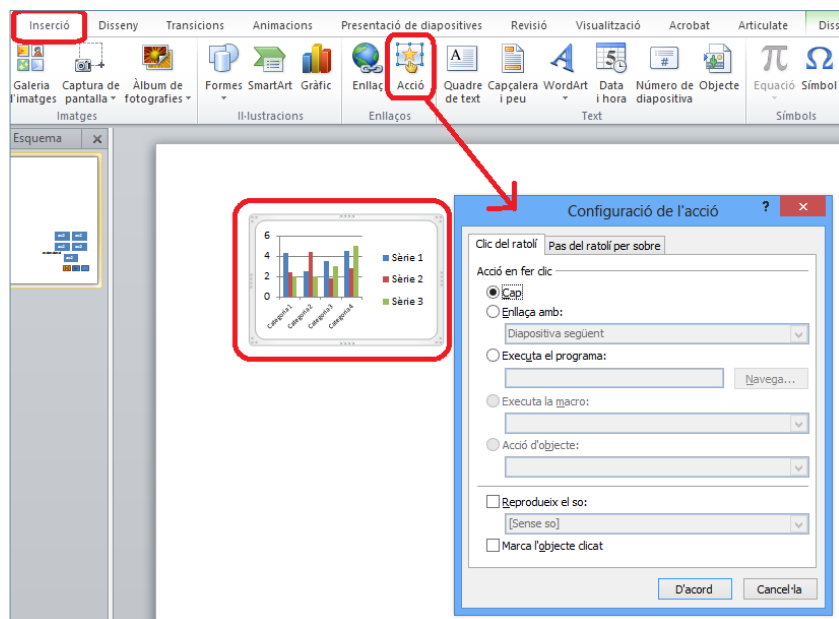 Inserció Disseny Transicions Animacions Presentació de diapositives Revisió Visualització Acrobat Articulate Diss
Galeria d'imatges
Captura de pantalla
Àlbum de fotografies
Formes
SmartArt
Gràfic
Enllaç
Acció
Quadre de text
Capçalera i peu
WordArt
Data i hora
Número de diapositiva
Objecte
Equació
Símbol
Imatges Il·lustracions Enllaços Text Símbols
Esquema
6
4
2
0
Categoria 1
Categoria 2
Categoria 3
Categoria 4
Sèrie 1
Sèrie 2
Sèrie 3
Configuració de l'acció
Clic del ratolí Pas del ratolí per sobre
Acció en fer clic
Cap
Enllaça amb:
Diapositiva següent
Executa el programa:
Navega...
Executa la macro:
Acció d'objecte:
Reprodueix el so:
[Sense so]
Marca l'objecte clicat
D'acord Cancel·la